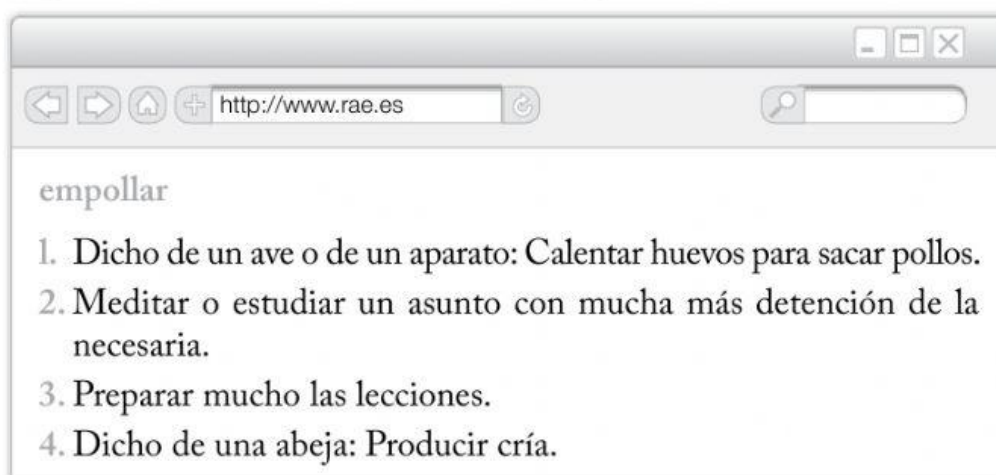 http://www.rae.es
empollar
1. Dicho de un ave o de un aparato: Calentar huevos para sacar pollos.
2. Meditar o estudiar un asunto con mucha más detención de la
necesaria.
3. Preparar mucho las lecciones.
4. Dicho de una abeja: Producir cría.